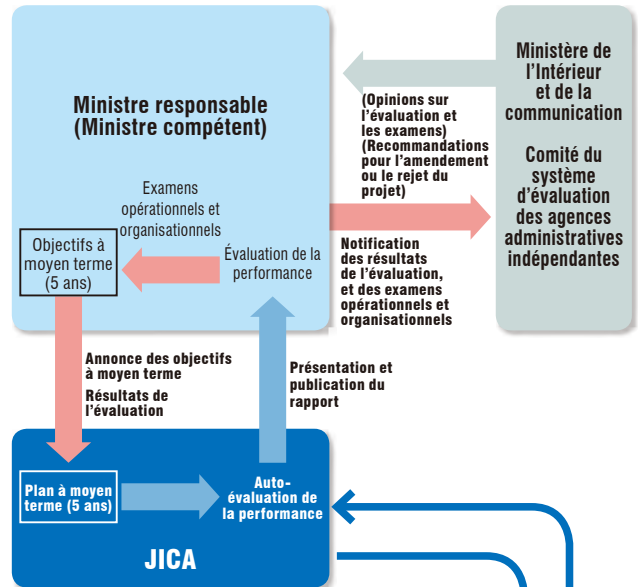 Ministre responsable
(Ministre compétent)
Examens
opérationnels et
organisationnels
Objectifs à
moyen terme
(5 ans)
Évaluation de la
performance
(Opinions sur
l'évaluation et
les examens)
(Recommandations
pour l'amendement
ou le rejet du
projet)
Notification
des résultats
de l'évaluation,
et des examens
opérationnels et
organisationnels
Ministère de
l'Intérieur
et de la
communication
Comité du
système
d'évaluation
des agences
administratives
indépendantes
Annonce des objectifs
à moyen terme
Résultats de
l'évaluation
Présentation et
publication du
rapport
Plan à moyen
terme (5 ans)
Auto-
évaluation de
la performance
JICA